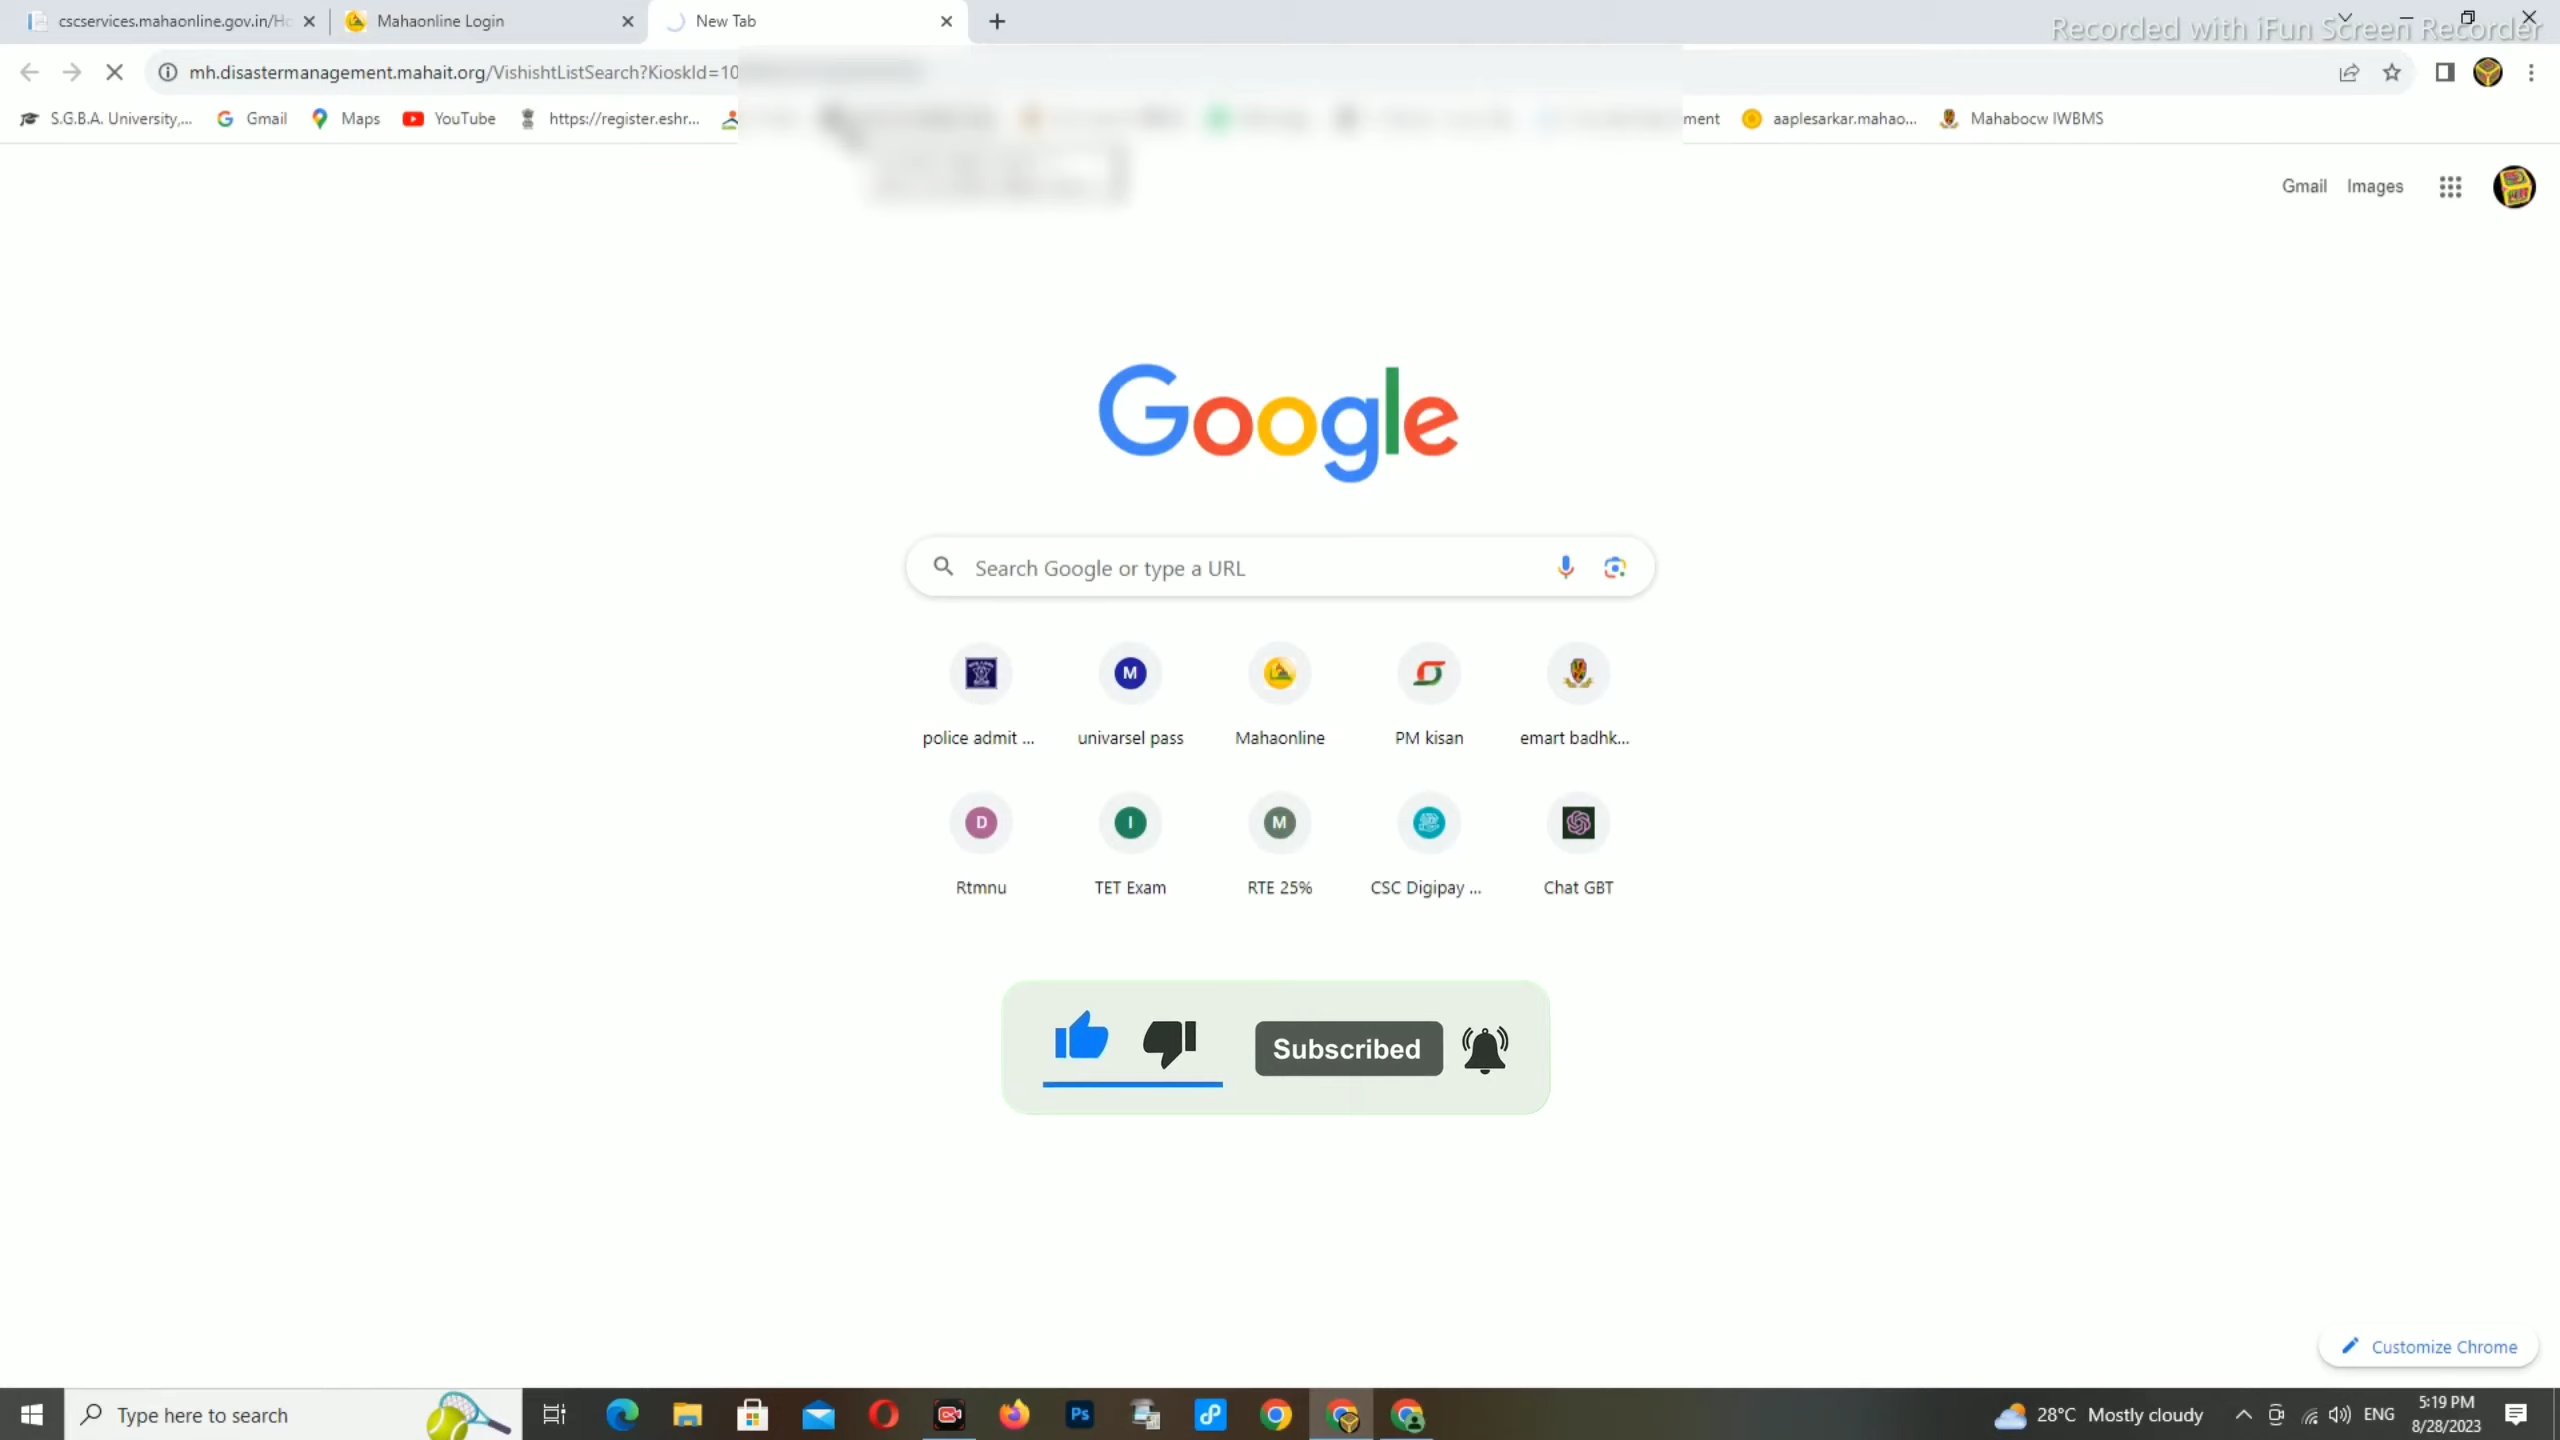 cscservices.mahaonline.gov.in/Ho
Mahaonline Login
New Tab
Recorded with iFun Screen Recorder
mh.disastermanagement.mahait.org/VishishtListSearch?KioskId=10
S.G.B.A. University,...
Gmail
Maps
YouTube
https://register.eshr...
ment
aaplesarkar.mahao...
Mahabocw IWBMS
Gmail
Images
Google
Search Google or type a URL
police admit ...
M
univarsel pass
Mahaonline
PM kisan
emart badhk...
D
Rtmnu
I
TET Exam
M
RTE 25%
CSC Digipay ...
Chat GBT
Subscribed
Customize Chrome
Type here to search
Ps
28°C Mostly cloudy
ENG
5:19 PM
8/28/2023